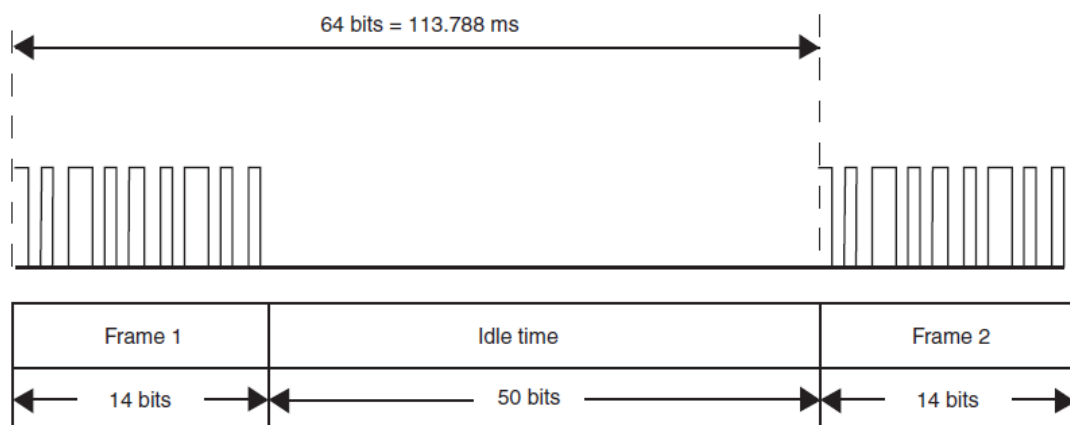 64 bits = 113.788 ms
Frame 1
Idle time
Frame 2
14 bits
50 bits
14 bits